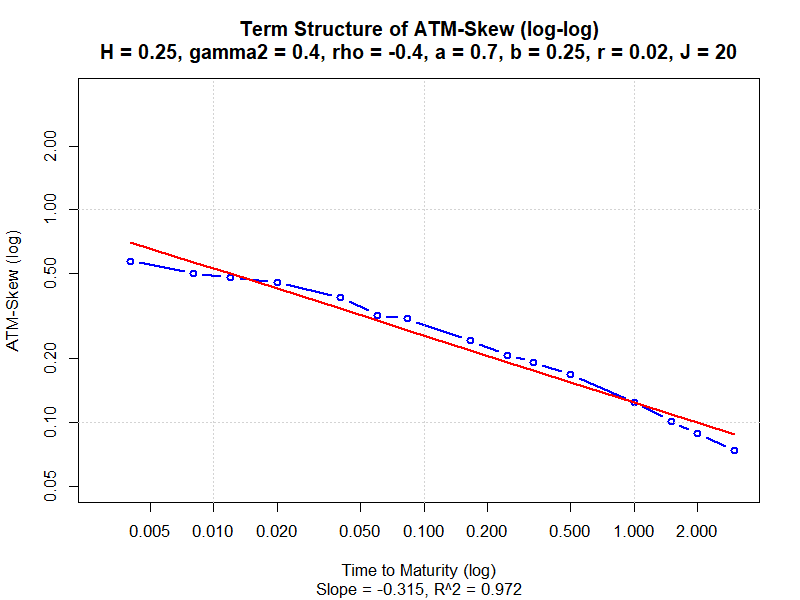 Term Structure of ATM-Skew (log-log)
H = 0.25, gamma2 = 0.4, rho = -0.4, a = 0.7, b = 0.25, r = 0.02, J = 20
ATM-Skew (log)
2.00
1.00
0.50
0.20
0.10
0.05
0.005 0.010 0.020 0.050 0.100 0.200 0.500 1.000 2.000
Time to Maturity (log)
Slope = -0.315, R^2 = 0.972